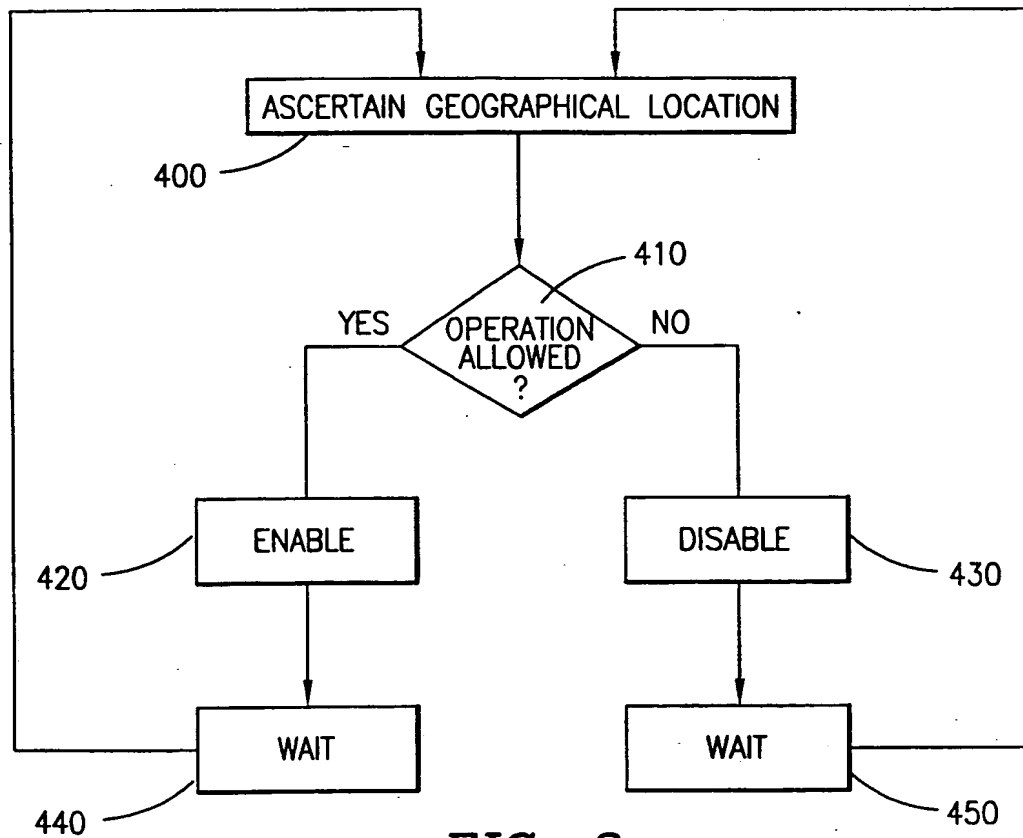 ASCERTAIN GEOGRAPHICAL LOCATION
400
410
YES
OPERATION
ALLOWED
?
NO
ENABLE
DISABLE
420
430
WAIT
WAIT
440
450